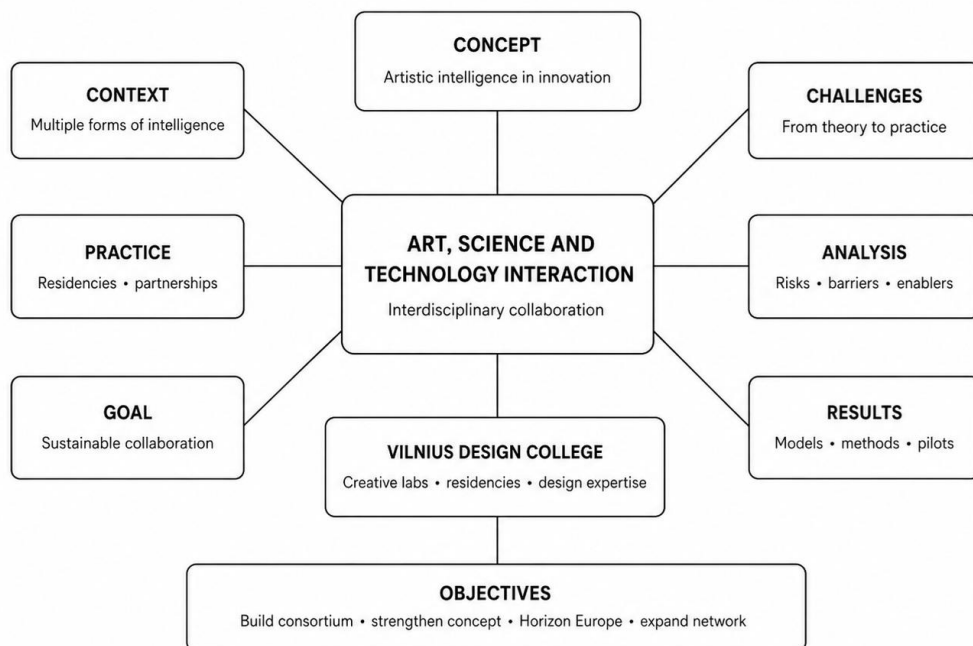 CONCEPT
Artistic intelligence in innovation
CONTEXT
Multiple forms of intelligence
CHALLENGES
From theory to practice
PRACTICE
Residencies • partnerships
ART, SCIENCE AND
TECHNOLOGY INTERACTION
Interdisciplinary collaboration
ANALYSIS
Risks • barriers • enablers
GOAL
Sustainable collaboration
RESULTS
Models • methods • pilots
VILNIUS DESIGN COLLEGE
Creative labs • residencies • design expertise
OBJECTIVES
Build consortium • strengthen concept • Horizon Europe • expand network